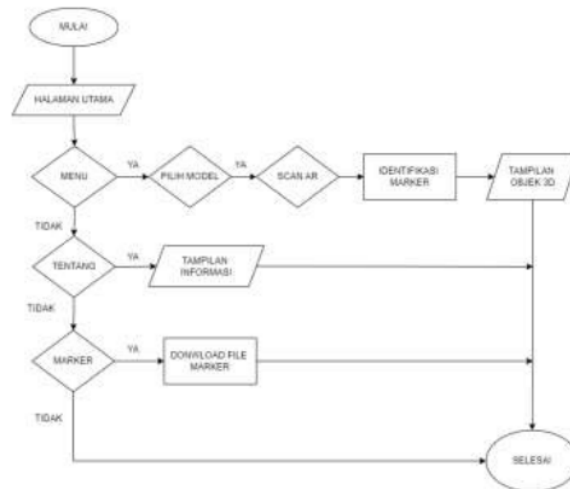 MULAI
HALAMAN UTAMA
MENU
YA
PILIH MODEL
YA
SCAN AR
IDENTIFIKASI
MARKER
TAMPILAN
OBJEK 3D
TIDAK
TENTANG
YA
TAMPILAN
INFORMASI
TIDAK
MARKER
YA
DONWLOAD FILE
MARKER
TIDAK
SELESAI